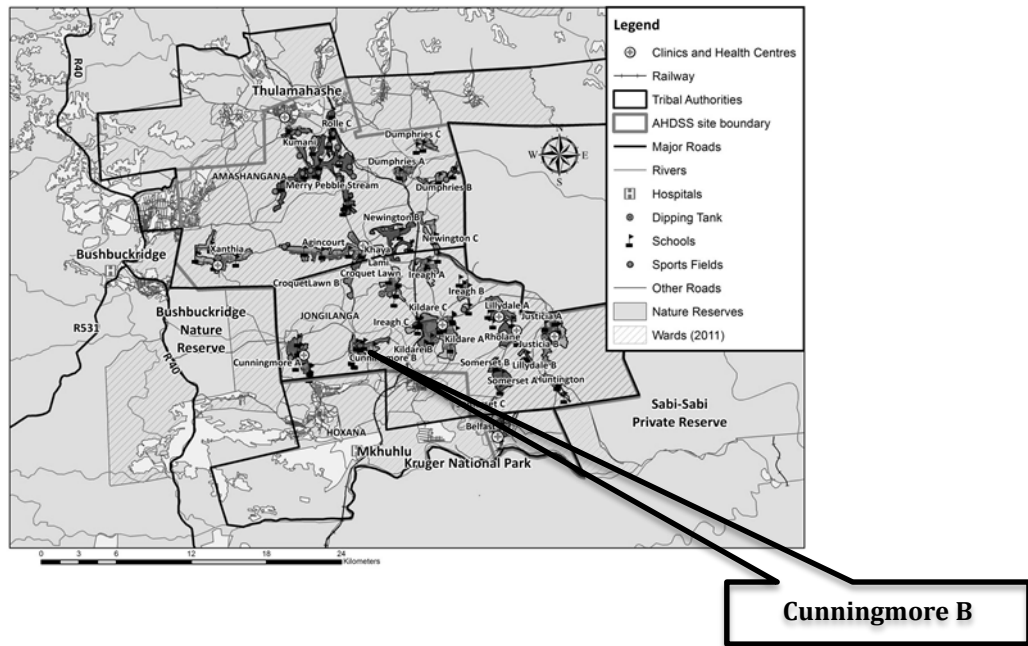 Legend
Clinics and Health Centres
Railway
Tribal Authorities
AHDSS site boundary
Major Roads
Rivers
Hospitals
Dipping Tank
Schools
Sports Fields
Other Roads
Nature Reserves
Wards (2011)
N
W E
S
R40
Thulamahashe
Rolle C
Kumani
Dumphries C
Dumphries A
AMASHANGANA
Merry Pebble Stream
Dumphries B
Newington B
Newington C
Xanthia
Agincourt
Khaya
Lami
Bushbuckridge
Croquet Lawn
Ireagh A
CroquetLawn B
Ireagh B
R531
Bushbuckridge
Nature
Reserve
JONGILANGA
Kildare C
Lillydale A
Justicia A
Ireagh C
Rholane
Kildare A
Justicia B
R 40
Kildare B
Cunningmore A
Cunningmore B
Somerset B
Lillydale B
Somerset A
Huntington
Sabi-Sabi
Private Reserve
HOXANA
Belfast
Mkhuhlu
Kruger National Park
0 3 6 12 18 24
Kilometers
Cunningmore B